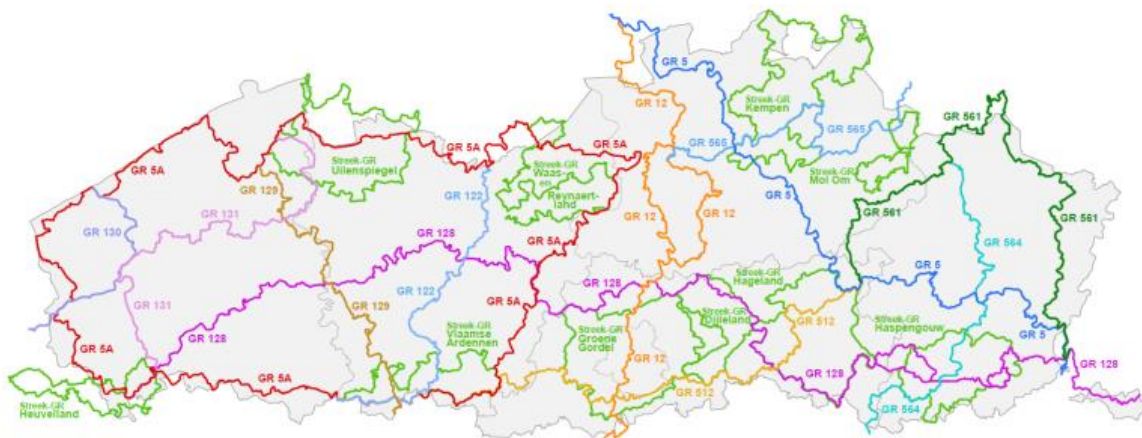 GR 5
GR 12
Streek-GR
Kempen
GR 561
GR 565
GR 565
GR 5A
GR 5A
Streek-GR
Uilenspiegel
Streek-GR
Waas-
en
Reynaert-
land
Streek-GR
Mol Om
GR 5A
GR 129
GR 122
GR 5
GR 131
GR 561
GR 561
GR 130
GR 128
GR 12
GR 12
GR 564
GR 5A
GR 5
Streek-GR
Hageland
GR 131
GR 129
GR 122
GR 5A
GR 128
Streek-GR
Dijleland
GR 512
Streek-GR
Haspengouw
GR 128
Streek-GR
Vlaamse
Ardennen
Streek-GR
Groene
Gordel
GR 5
GR 5A
GR 12
GR 128
GR 128
GR 5A
GR 512
GR 564
Streek-GR
Heuvelland